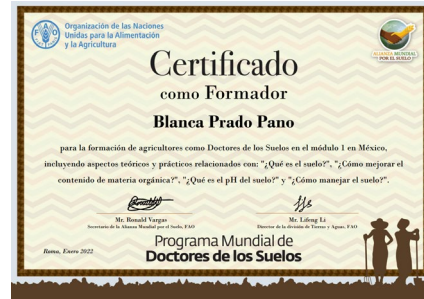 Organización de las Naciones
Unidas para la Alimentación
y la Agricultura
ALIANZA MUNDIAL
POR EL SUELO
Certificado
como Formador
Blanca Prado Pano
para la formación de agricultores como Doctores de los Suelos en el módulo 1 en México,
incluyendo aspectos teóricos y prácticos relacionados con: "¿Qué es el suelo?", "¿Cómo mejorar el
contenido de materia orgánica?", "¿Qué es el pH del suelo?" y "¿Cómo manejar el suelo?".
Mr. Ronald Vargas
Secretario de la Alianza Mundial por el Suelo, FAO
Mr. Lifeng Li
Director de la división de Tierras y Aguas, FAO
Roma, Enero 2022
Programa Mundial de
Doctores de los Suelos